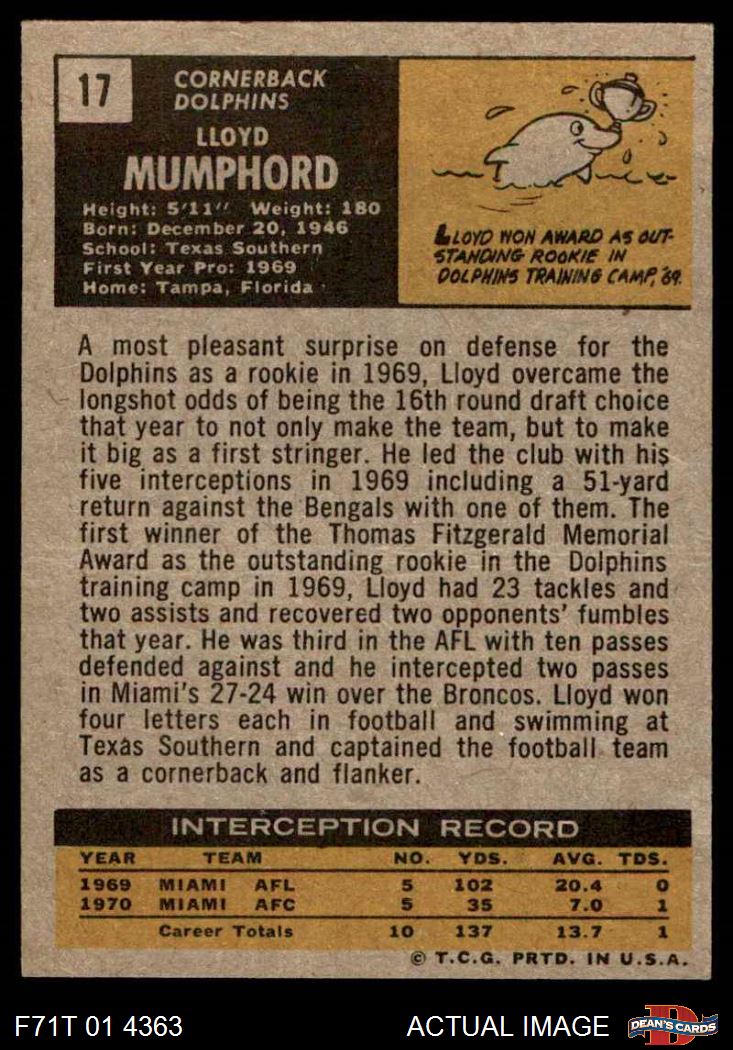 17
CORNERBACK
DOLPHINS
LLOYD
MUMPHORD
Height: 5'11" Weight: 180
Born: December 20, 1946
School: Texas Southern
First Year Pro: 1969
Home: Tampa, Florida
LLOYD WON AWARD AS OUT-
STANDING ROOKIE IN
DOLPHINS TRAINING CAMP, '69.
A most pleasant surprise on defense for the
Dolphins as a rookie in 1969, Lloyd overcame the
longshot odds of being the 16th round draft choice
that year to not only make the team, but to make
it big as a first stringer. He led the club with his
five interceptions in 1969 including a 51-yard
return against the Bengals with one of them. The
first winner of the Thomas Fitzgerald Memorial
Award as the outstanding rookie in the Dolphins
training camp in 1969, Lloyd had 23 tackles and
two assists and recovered two opponents' fumbles
that year. He was third in the AFL with ten passes
defended against and he intercepted two passes
in Miami's 27-24 win over the Broncos. Lloyd won
four letters each in football and swimming at
Texas Southern and captained the football team
as a cornerback and flanker.
INTERCEPTION RECORD
YEAR TEAM NO. YDS. AVG. TDS.
1969 MIAMI AFL 5 102 20.4 0
1970 MIAMI AFC 5 35 7.0 1
Career Totals 10 137 13.7 1
© T.C.G. PRTD. IN U.S.A.
F71T 01 4363 ACTUAL IMAGE DEAN'S CARDS